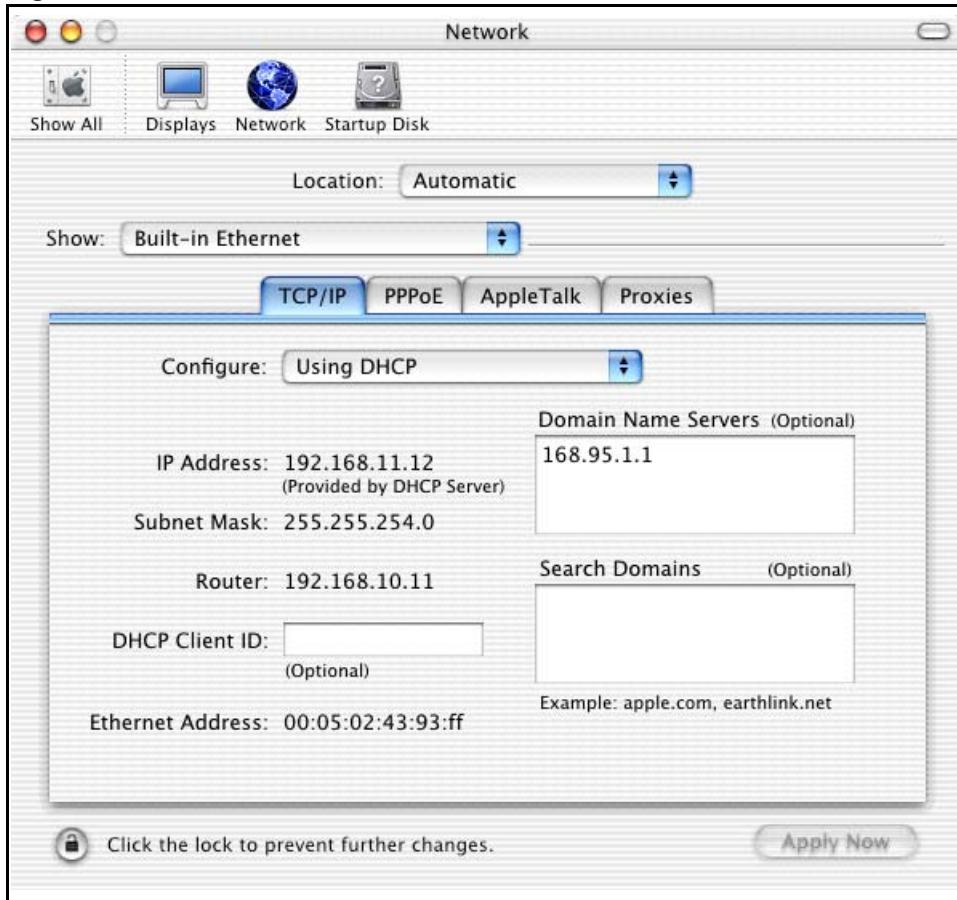 Network
Show All
Displays
Network
Startup Disk
Location: Automatic
Show: Built-in Ethernet
TCP/IP
PPPoE
AppleTalk
Proxies
Configure: Using DHCP
Domain Name Servers (Optional)
168.95.1.1
IP Address: 192.168.11.12
(Provided by DHCP Server)
Subnet Mask: 255.255.254.0
Router: 192.168.10.11
Search Domains (Optional)
DHCP Client ID:
(Optional)
Example: apple.com, earthlink.net
Ethernet Address: 00:05:02:43:93:ff
Click the lock to prevent further changes.
Apply Now